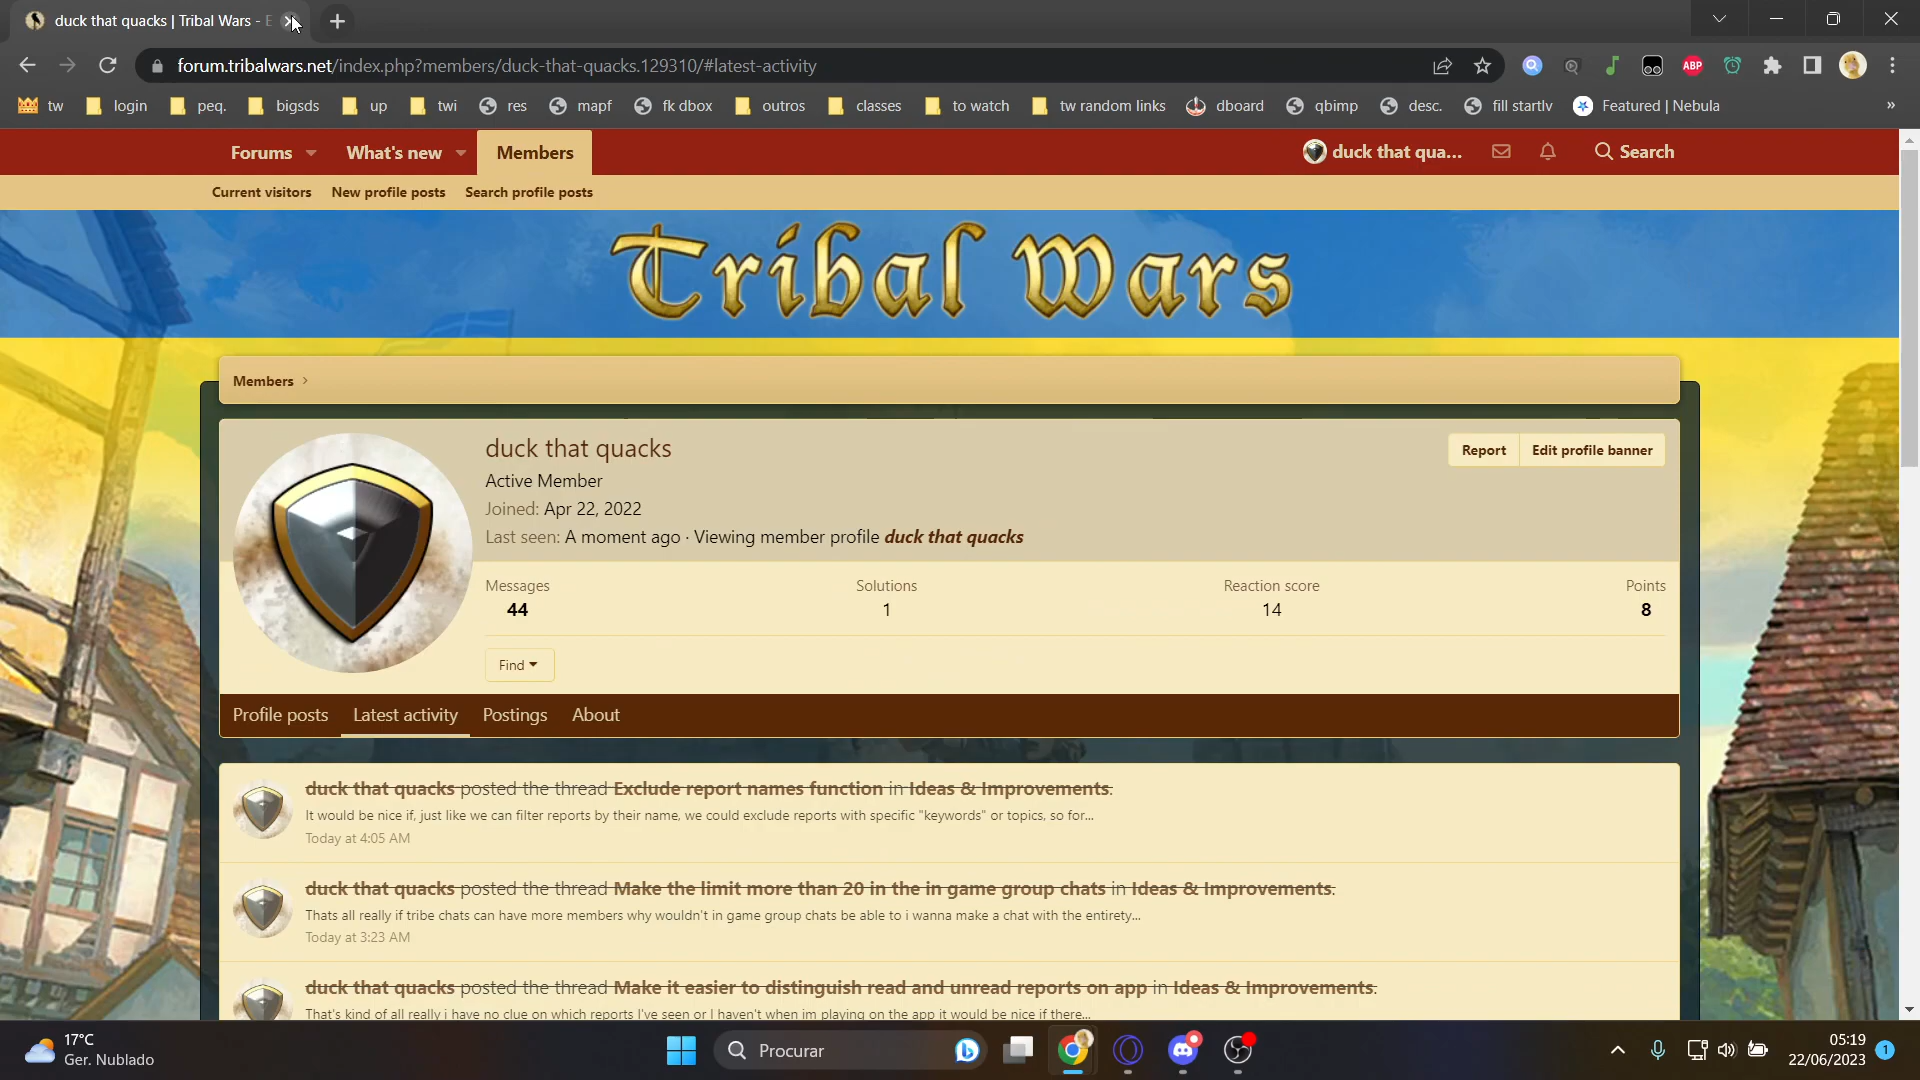 duck that quacks | Tribal Wars - E
forum.tribalwars.net/index.php?members/duck-that-quacks.129310/#latest-activity
ABP
tw login peq. bigsds up twi res mapf fk dbox outros classes to watch tw random links dboard qbimp desc. fill startlv Featured | Nebula »
Forums What's new Members duck that qua... Search
Current visitors New profile posts Search profile posts
Tribal Wars
Members
duck that quacks
Report Edit profile banner
Active Member
Joined: Apr 22, 2022
Last seen: A moment ago · Viewing member profile duck that quacks
Messages Solutions Reaction score Points
44 1 14 8
Find
Profile posts Latest activity Postings About
duck that quacks posted the thread Exclude report names function in Ideas & Improvements.
It would be nice if, just like we can filter reports by their name, we could exclude reports with specific "keywords" or topics, so for...
Today at 4:05 AM
duck that quacks posted the thread Make the limit more than 20 in the in game group chats in Ideas & Improvements.
Thats all really if tribe chats can have more members why wouldn't in game group chats be able to i wanna make a chat with the entirety...
Today at 3:23 AM
duck that quacks posted the thread Make it easier to distinguish read and unread reports on app in Ideas & Improvements.
That's kind of all really i have no clue on which reports I've seen or I haven't when im playing on the app it would be nice if there...
17°C
Ger. Nublado
Procurar
05:19
22/06/2023
1